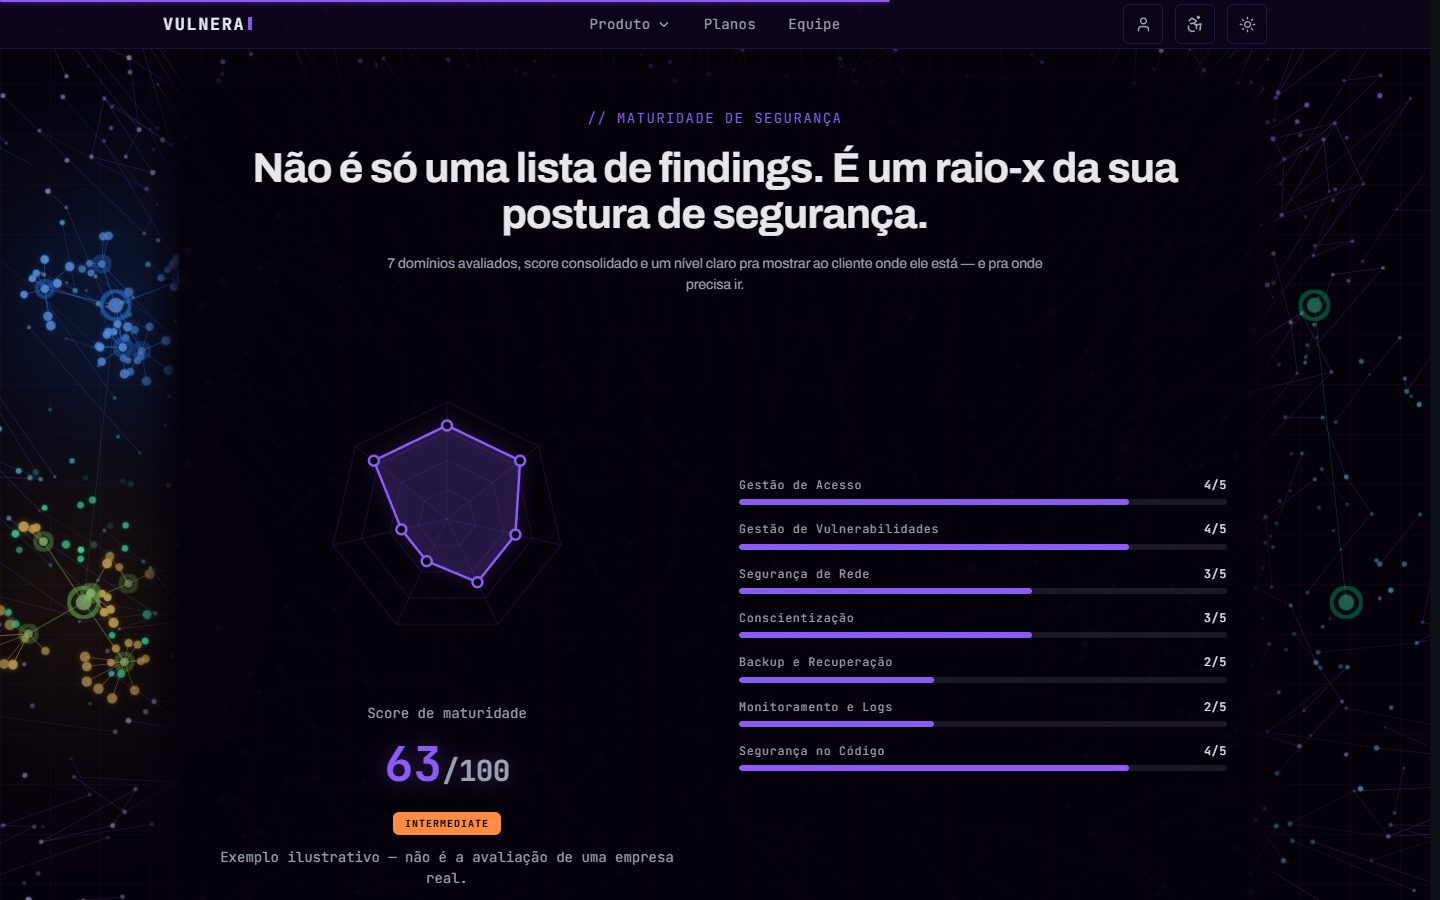 VULNERA
Produto
Planos
Equipe
// MATURIDADE DE SEGURANÇA
Não é só uma lista de findings. É um raio-x da sua
postura de segurança.
7 domínios avaliados, score consolidado e um nível claro pra mostrar ao cliente onde ele está — e pra onde
precisa ir.
Gestão de Acesso 4/5
Gestão de Vulnerabilidades 4/5
Segurança de Rede 3/5
Conscientização 3/5
Backup e Recuperação 2/5
Monitoramento e Logs 2/5
Segurança no Código 4/5
Score de maturidade
63/100
INTERMEDIATE
Exemplo ilustrativo — não é a avaliação de uma empresa
real.